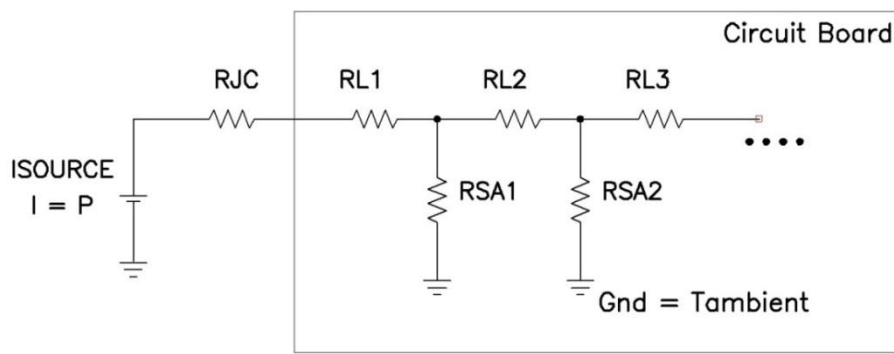 Circuit Board
RJC
RL1
RL2
RL3
ISOURCE
I = P
RSA1
RSA2
Gnd = Tambient